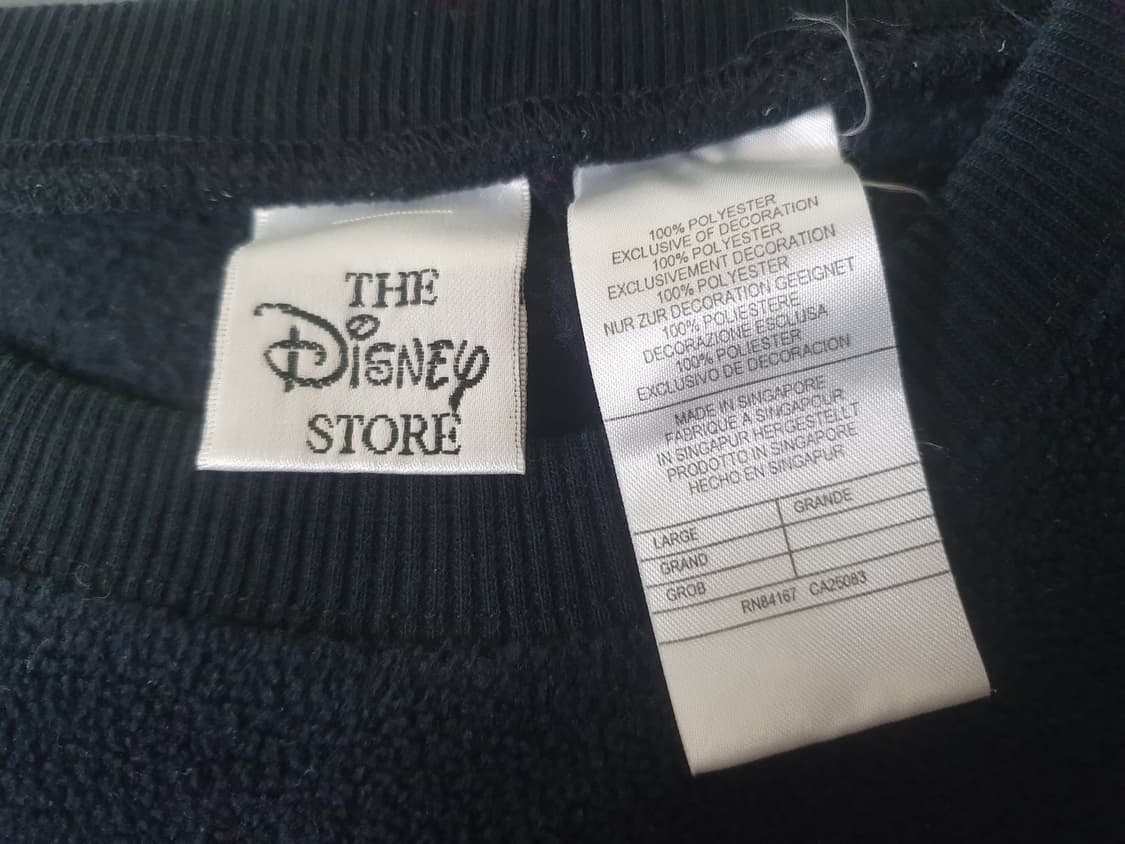 THE
DISNEY
STORE
100% POLYESTER
EXCLUSIVE OF DECORATION
100% POLYESTER
EXCLUSIVEMENT DECORATION
100% POLYESTER
NUR ZUR DECORATION GEEIGNET
100% POLIESTERE
DECORAZIONE ESCLUSA
100% POLIESTER
EXCLUSIVO DE DECORACION
MADE IN SINGAPORE
FABRIQUE A SINGAPOUR
IN SINGAPUR HERGESTELLT
PRODOTTO IN SINGAPORE
HECHO EN SINGAPUR
LARGE GRANDE
GRAND
GROB
RN84167 CA25083